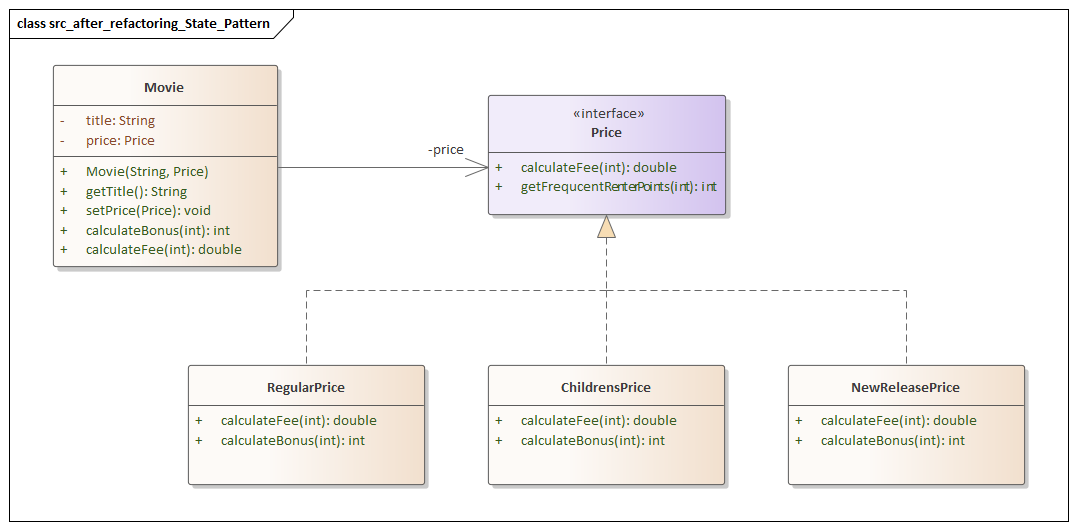 class src_after_refactoring_State_Pattern
Movie
- title: String
- price: Price
+ Movie(String, Price)
+ getTitle(): String
+ setPrice(Price): void
+ calculateBonus(int): int
+ calculateFee(int): double
-price
«interface»
Price
+ calculateFee(int): double
+ getFrequcentRenterPoints(int): int
RegularPrice
+ calculateFee(int): double
+ calculateBonus(int): int
ChildrensPrice
+ calculateFee(int): double
+ calculateBonus(int): int
NewReleasePrice
+ calculateFee(int): double
+ calculateBonus(int): int